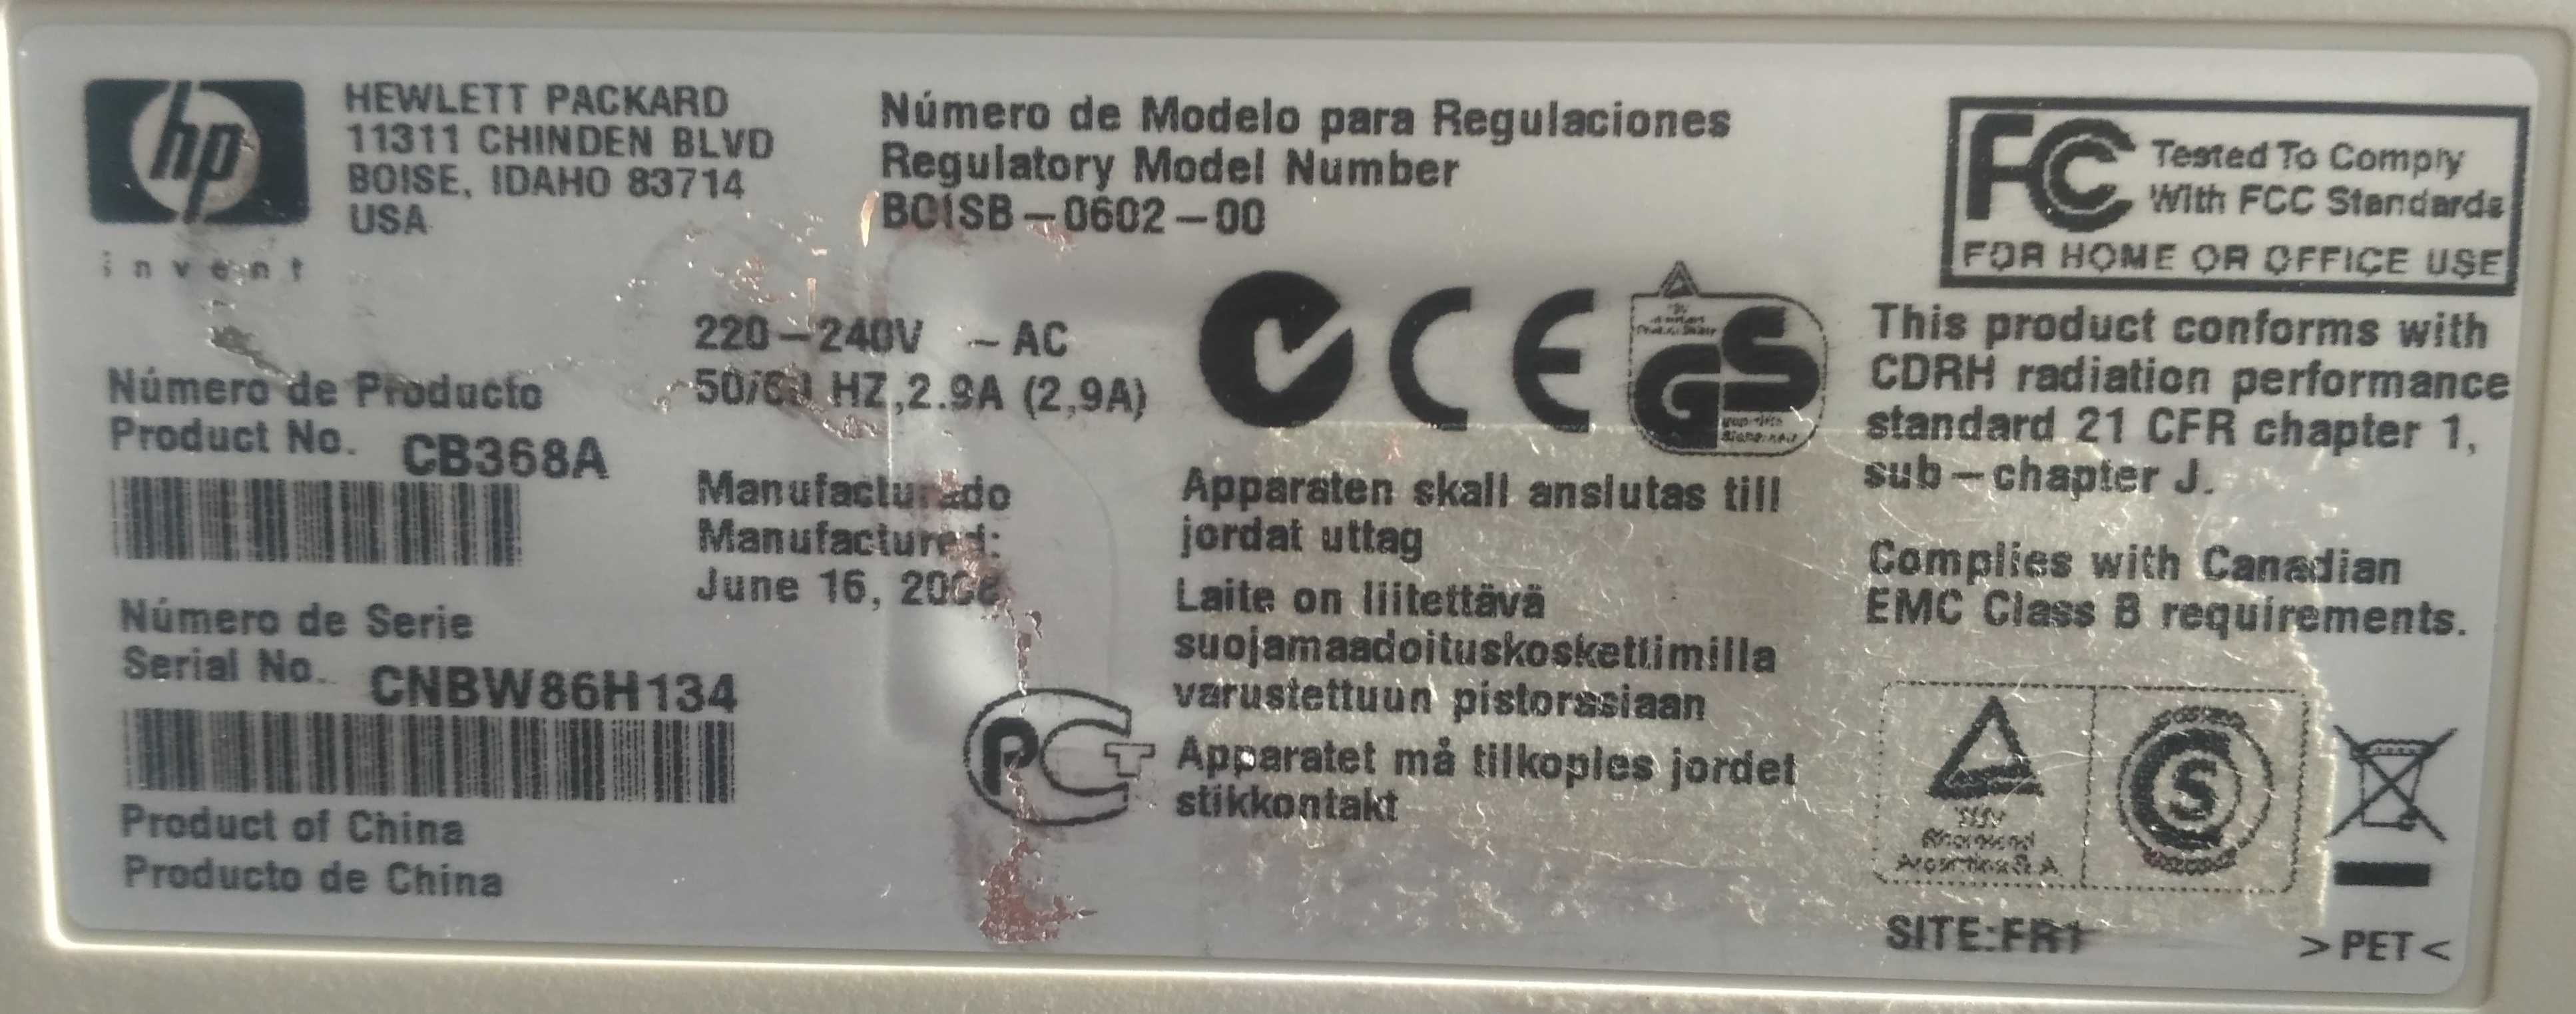 hp
invent
HEWLETT PACKARD
11311 CHINDEN BLVD
BOISE, IDAHO 83714
USA
Número de Modelo para Regulaciones
Regulatory Model Number
BOISB-0602-00
FC Tested To Comply
With FCC Standards
FOR HOME OR OFFICE USE
220-240V ~ AC
50/60 HZ,2.9A (2,9A)
Número de Producto
Product No. CB368A
Manufacturado
Manufactured:
June 16, 2008
Número de Serie
Serial No. CNBW86H134
Product of China
Producto de China
CE
GS
PCT
Apparaten skall anslutas till
jordat uttag
Laite on liitettävä
suojamaadoituskoskettimilla
varustettuun pistorasiaan
Apparatet må tilkoples jordet
stikkontakt
This product conforms with
CDRH radiation performance
standard 21 CFR chapter 1,
sub-chapter J.
Complies with Canadian
EMC Class B requirements.
TÜV
Rheinland
Argentina S.A.
S
SITE:FR1
>PET<